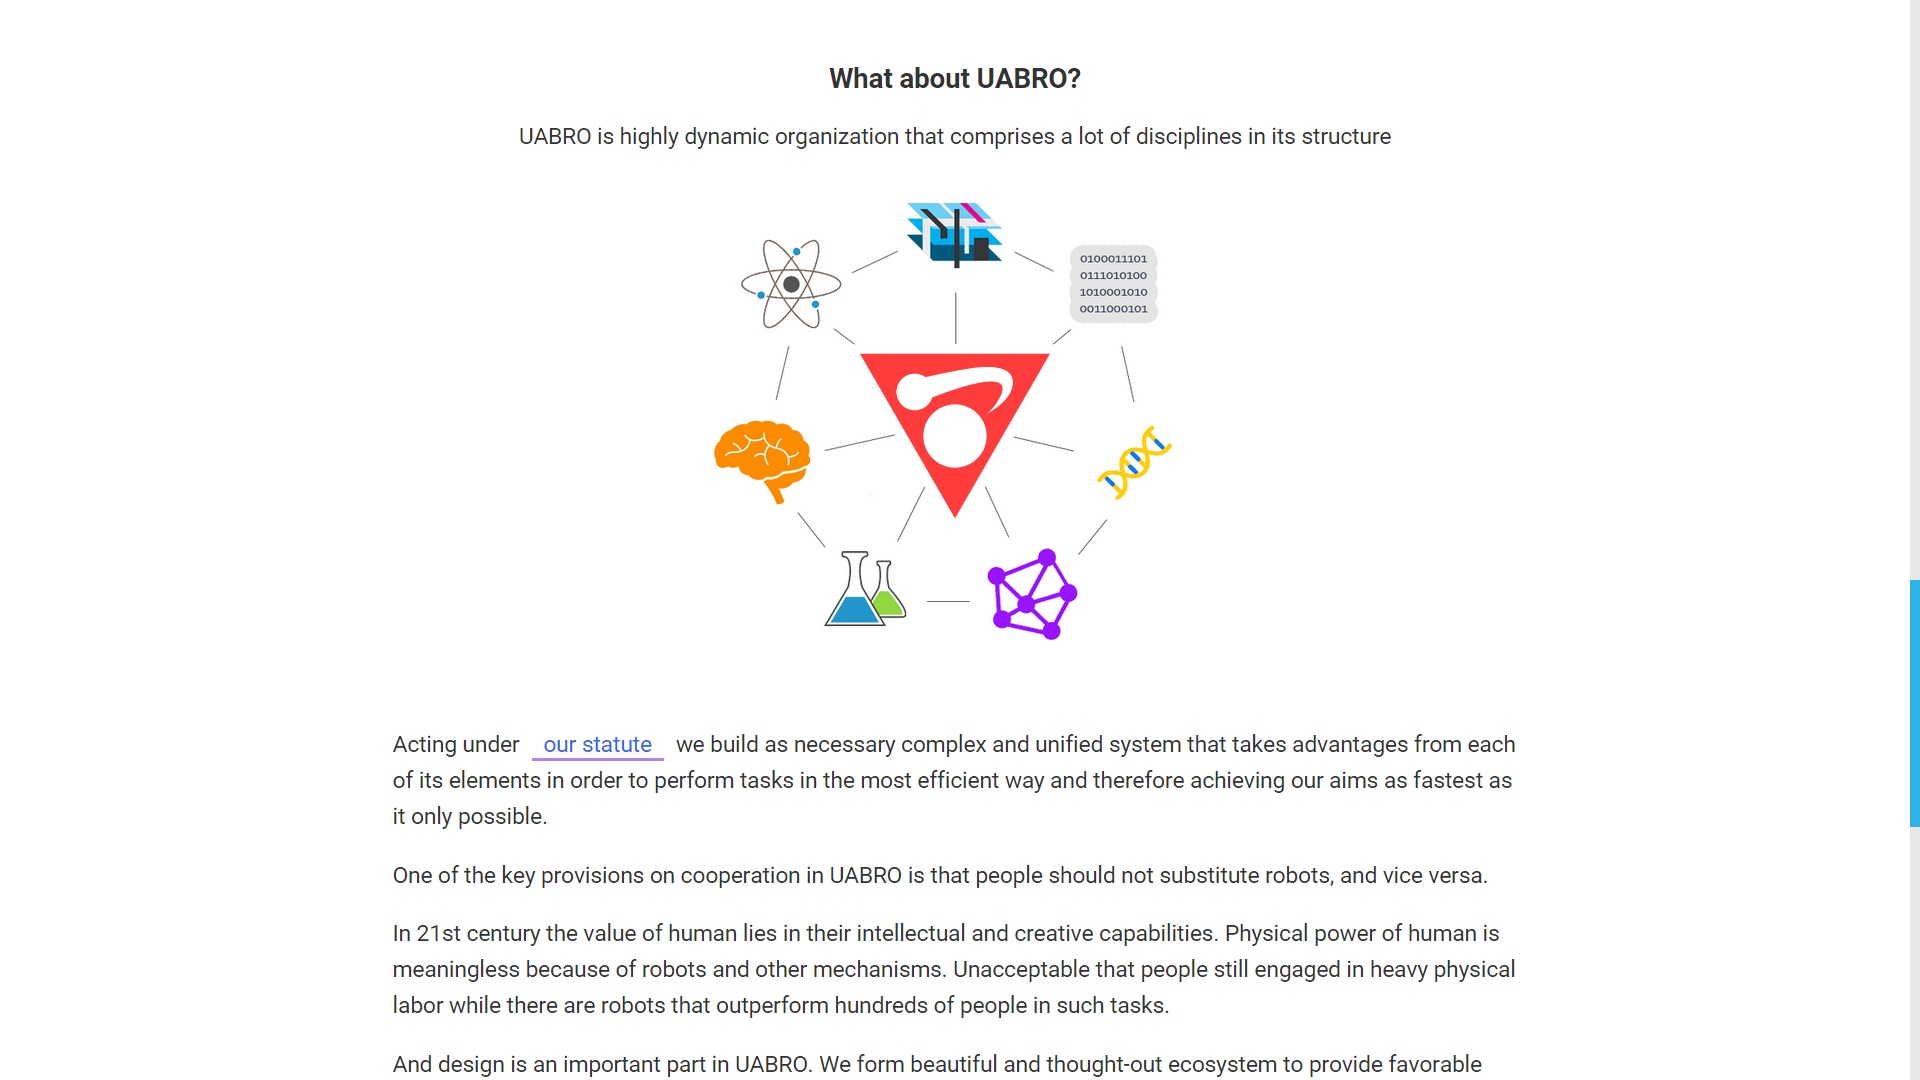 What about UABRO?
UABRO is highly dynamic organization that comprises a lot of disciplines in its structure
0100011101
0111010100
1010001010
0011000101
Acting under our statute we build as necessary complex and unified system that takes advantages from each
of its elements in order to perform tasks in the most efficient way and therefore achieving our aims as fastest as
it only possible.
One of the key provisions on cooperation in UABRO is that people should not substitute robots, and vice versa.
In 21st century the value of human lies in their intellectual and creative capabilities. Physical power of human is
meaningless because of robots and other mechanisms. Unacceptable that people still engaged in heavy physical
labor while there are robots that outperform hundreds of people in such tasks.
And design is an important part in UABRO. We form beautiful and thought-out ecosystem to provide favorable